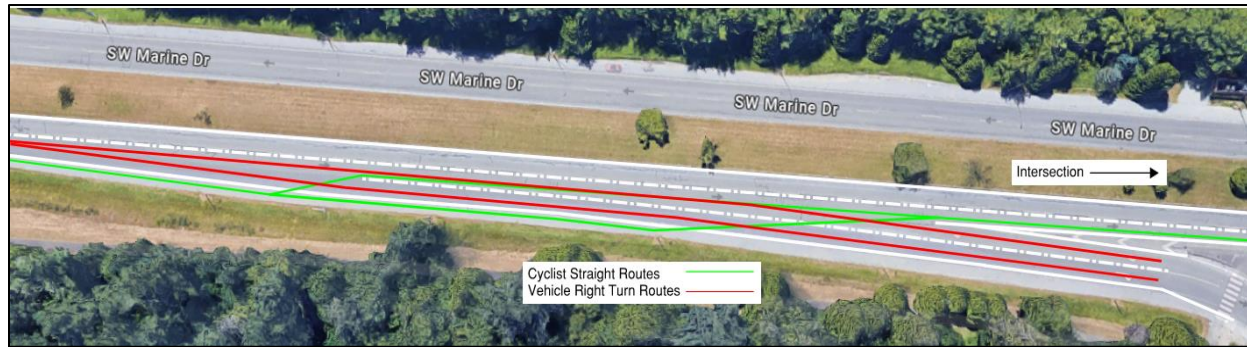 SW Marine Dr
SW Marine Dr
SW Marine Dr
SW Marine Dr
Intersection
Cyclist Straight Routes
Vehicle Right Turn Routes